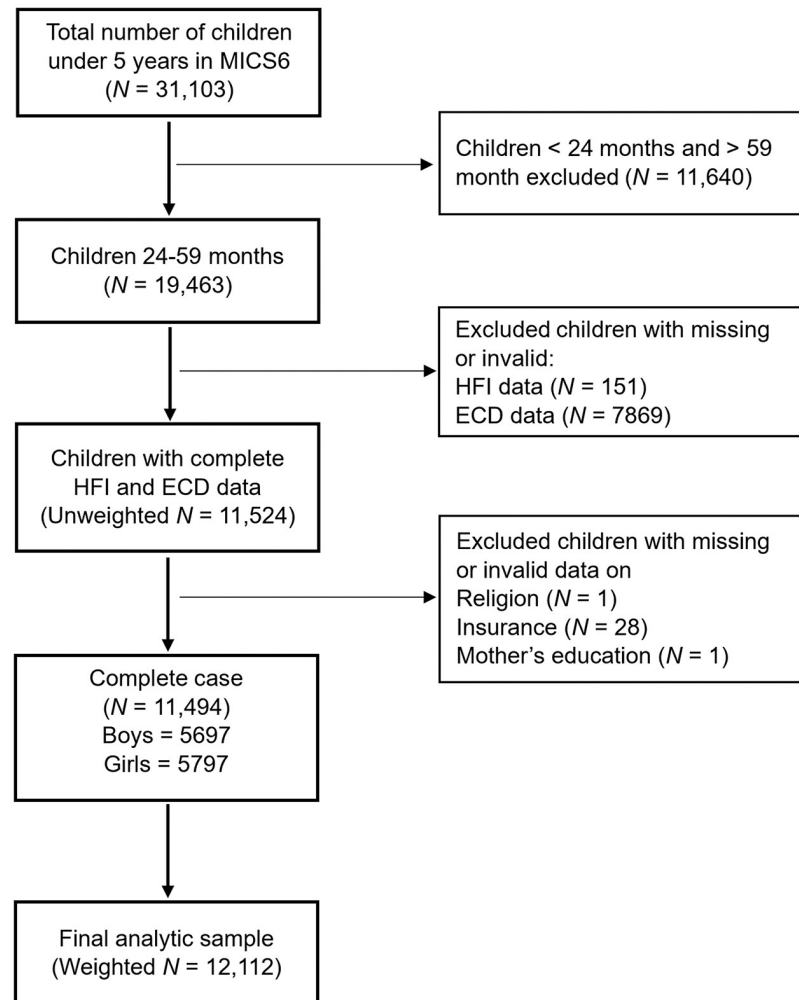 Total number of children
under 5 years in MICS6
(N = 31,103)
Children < 24 months and > 59
month excluded (N = 11,640)
Children 24-59 months
(N = 19,463)
Excluded children with missing
or invalid:
HFI data (N = 151)
ECD data (N = 7869)
Children with complete
HFI and ECD data
(Unweighted N = 11,524)
Excluded children with missing
or invalid data on
Religion (N = 1)
Insurance (N = 28)
Mother’s education (N = 1)
Complete case
(N = 11,494)
Boys = 5697
Girls = 5797
Final analytic sample
(Weighted N = 12,112)